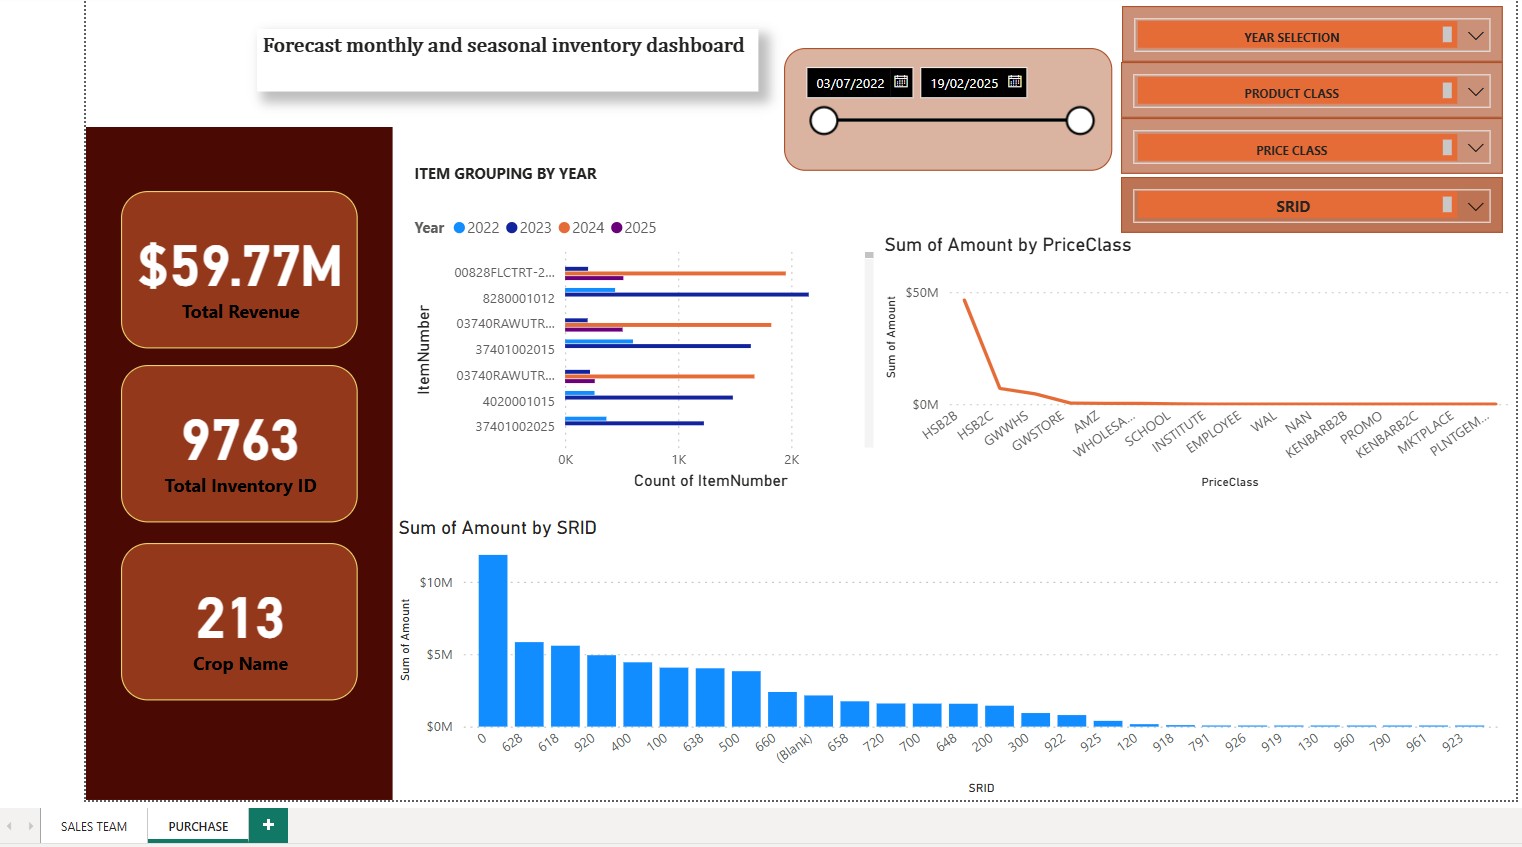 Forecast monthly and seasonal inventory dashboard
03/07/2022
19/02/2025
YEAR SELECTION
PRODUCT CLASS
PRICE CLASS
SRID
$59.77M
Total Revenue
9763
Total Inventory ID
213
Crop Name
ITEM GROUPING BY YEAR
Year 2022 2023 2024 2025
ItemNumber
00828FLCTRT-2...
8280001012
03740RAWUTR...
37401002015
03740RAWUTR...
4020001015
37401002025
0K 1K 2K
Count of ItemNumber
Sum of Amount by PriceClass
Sum of Amount
$50M
$0M
HSB2B
HSB2C
GWWHS
GWSTORE
AMZ
WHOLESA...
SCHOOL
INSTITUTE
EMPLOYEE
WAL
NAN
KENBARB2B
PROMO
KENBARB2C
MKTPLACE
PLNTGEM...
PriceClass
Sum of Amount by SRID
Sum of Amount
$10M
$5M
$0M
0 628 618 920 400 100 638 500 660 (Blank) 658 720 700 648 200 300 922 925 120 918 791 926 919 130 960 790 961 923
SRID
SALES TEAM
PURCHASE
+